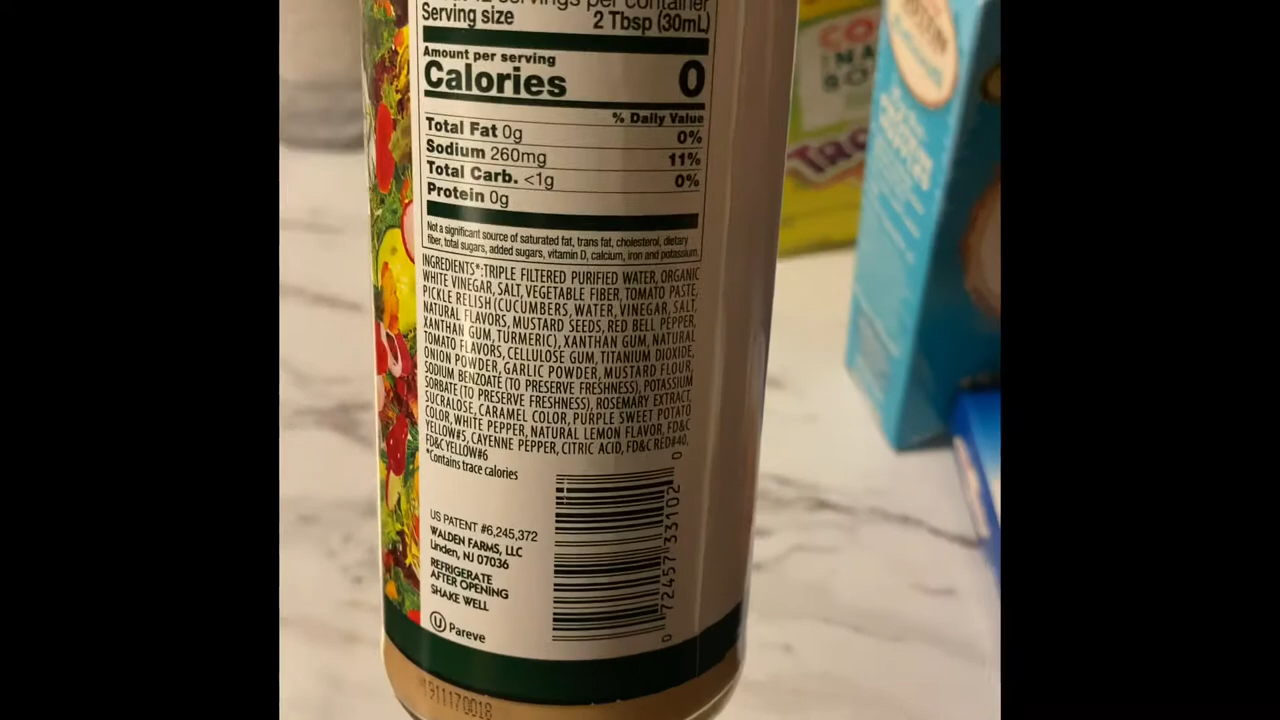 servings per container
Serving size 2 Tbsp (30mL)
Amount per serving
Calories 0
% Daily Value
Total Fat 0g 0%
Sodium 260mg 11%
Total Carb. <1g 0%
Protein 0g
Not a significant source of saturated fat, trans fat, cholesterol, dietary
fiber, total sugars, added sugars, vitamin D, calcium, iron and potassium.
INGREDIENTS*:TRIPLE FILTERED PURIFIED WATER, ORGANIC
WHITE VINEGAR, SALT, VEGETABLE FIBER, TOMATO PASTE,
PICKLE RELISH (CUCUMBERS, WATER, VINEGAR, SALT,
NATURAL FLAVORS, MUSTARD SEEDS, RED BELL PEPPER,
XANTHAN GUM, TURMERIC), XANTHAN GUM, NATURAL
TOMATO FLAVORS, CELLULOSE GUM, TITANIUM DIOXIDE,
ONION POWDER, GARLIC POWDER, MUSTARD FLOUR,
SODIUM BENZOATE (TO PRESERVE FRESHNESS), POTASSIUM
SORBATE (TO PRESERVE FRESHNESS), ROSEMARY EXTRACT,
SUCRALOSE, CARAMEL COLOR, PURPLE SWEET POTATO
COLOR, WHITE PEPPER, NATURAL LEMON FLAVOR, FD&C
YELLOW#5, CAYENNE PEPPER, CITRIC ACID, FD&C RED#40,
FD&C YELLOW#6
*Contains trace calories
US PATENT #6,245,372
WALDEN FARMS, LLC
Linden, NJ 07036
REFRIGERATE
AFTER OPENING
SHAKE WELL
U Pareve
0 72457 33102 0
1911170018